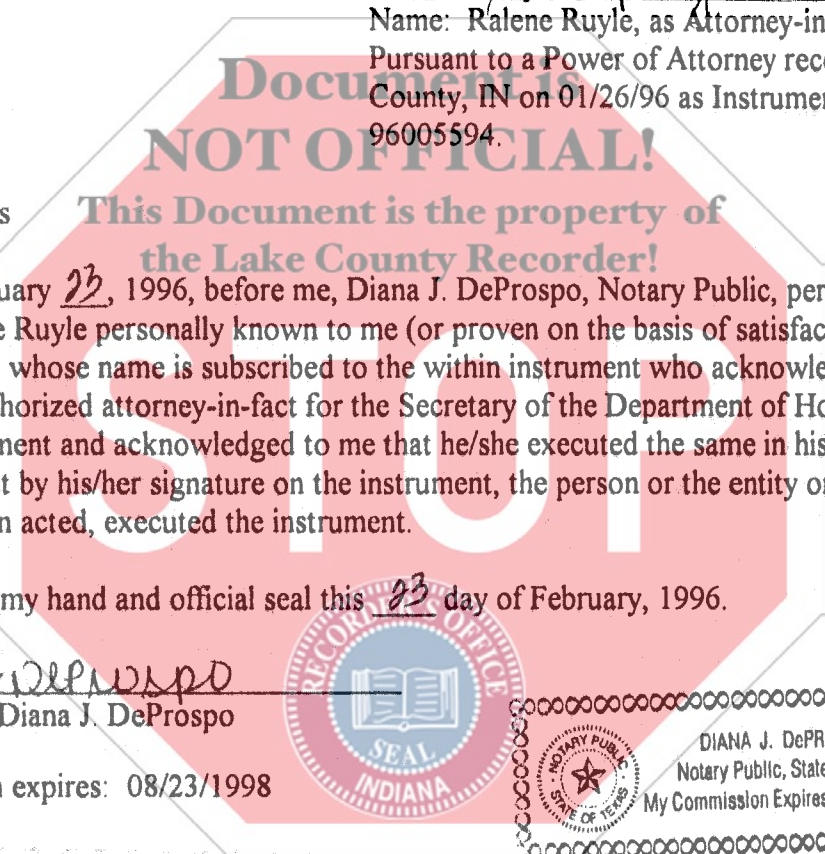 Name: Ralene Ruyle, as Attorney-in
Pursuant to a Power of Attorney rec
County, IN on 01/26/96 as Instrume
96005594.
Document is
NOT OFFICIAL!
This Document is the property of
the Lake County Recorder!
STOP
s
uary 23, 1996, before me, Diana J. DeProspo, Notary Public, per
e Ruyle personally known to me (or proven on the basis of satisfac
whose name is subscribed to the within instrument who acknowle
horized attorney-in-fact for the Secretary of the Department of Ho
nent and acknowledged to me that he/she executed the same in his
t by his/her signature on the instrument, the person or the entity o
n acted, executed the instrument.
my hand and official seal this 23 day of February, 1996.
DeProspo
Diana J. DeProspo
n expires: 08/23/1998
RECORDER'S OFFICE
SEAL
INDIANA
NOTARY PUBLIC
STATE OF TEXAS
DIANA J. DePR
Notary Public, State
My Commission Expires